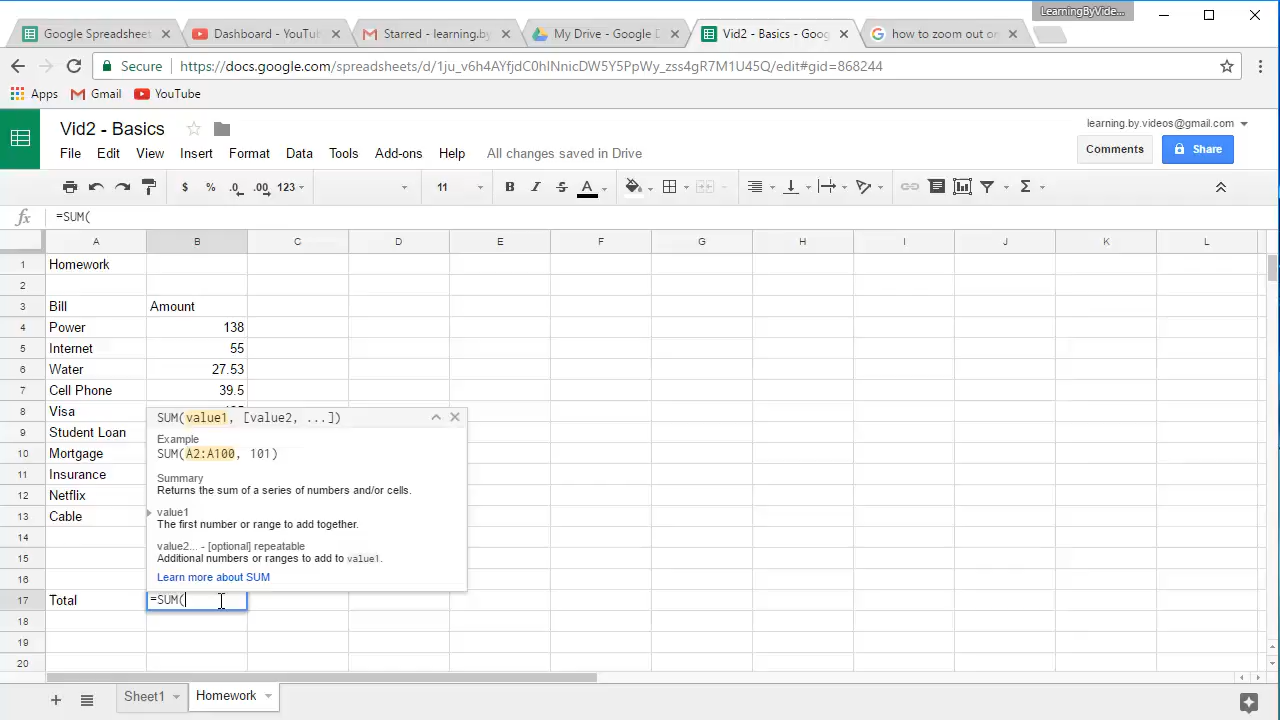 LearningByVide...
Google Spreadsheet
Dashboard - YouTu
Starred - learning.by
My Drive - Google D
Vid2 - Basics - Goog
how to zoom out on
Secure
https://docs.google.com/spreadsheets/d/1ju_v6h4AYfjdC0hINnicDW5Y5PpWy_zss4gR7M1U45Q/edit#gid=868244
Apps
Gmail
YouTube
Vid2 - Basics
learning.by.videos@gmail.com
File Edit View Insert Format Data Tools Add-ons Help All changes saved in Drive
Comments
Share
$ % .0 .00 123 11 B I S A Σ
fx =SUM(
A B C D E F G H I J K L
1 Homework
2
3 Bill Amount
4 Power 138
5 Internet 55
6 Water 27.53
7 Cell Phone 39.5
8 Visa
9 Student Loan
10 Mortgage
11 Insurance
12 Netflix
13 Cable
14
15
16
17 Total =SUM(
18
19
20
SUM(value1, [value2, ...])
Example
SUM(A2:A100, 101)
Summary
Returns the sum of a series of numbers and/or cells.
value1
The first number or range to add together.
value2... - [optional] repeatable
Additional numbers or ranges to add to value1.
Learn more about SUM
Sheet1
Homework